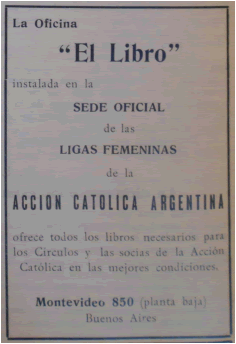 La Oficina
"El Libro"
instalada en la
SEDE OFICIAL
de las
LIGAS FEMENINAS
de la
ACCION CATOLICA ARGENTINA
ofrece todos los libros necesarios para
los Círculos y las socias de la Acción
Católica en las mejores condiciones.
Montevideo 850 (planta baja)
Buenos Aires